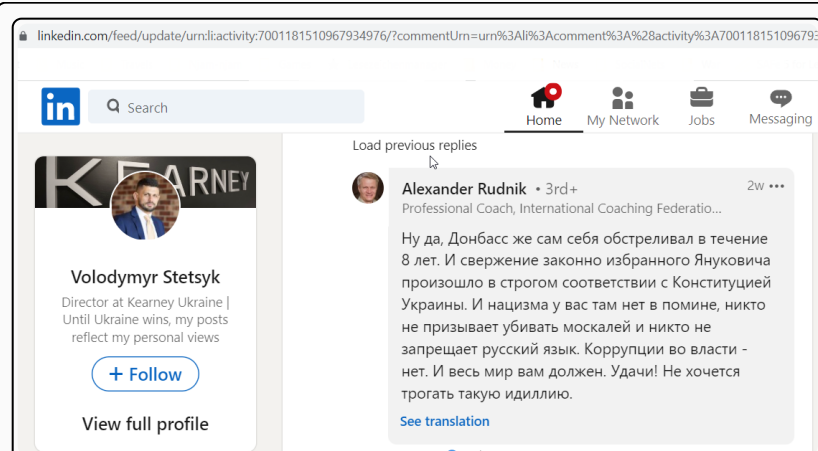 linkedin.com/feed/update/urn:li:activity:7001181510967934976/?commentUrn=urn%3Ali%3Acomment%3A%28activity%3A70011815109679
in
Search
Home
My Network
Jobs
Messaging
Load previous replies
KEARNEY
Volodymyr Stetsyk
Director at Kearney Ukraine |
Until Ukraine wins, my posts
reflect my personal views
+ Follow
View full profile
Alexander Rudnik • 3rd+
2w •••
Professional Coach, International Coaching Federatio...
Ну да, Донбасс же сам себя обстреливал в течение
8 лет. И свержение законно избранного Януковича
произошло в строгом соответствии с Конституцией
Украины. И нацизма у вас там нет в помине, никто
не призывает убивать москалей и никто не
запрещает русский язык. Коррупции во власти -
нет. И весь мир вам должен. Удачи! Не хочется
трогать такую идиллию.
See translation